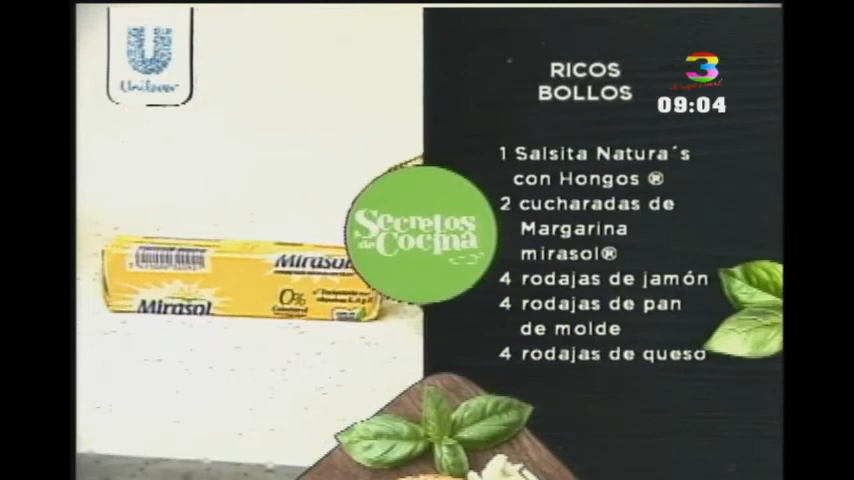 Unilever
RICOS
BOLLOS
3
09:04
1 Salsita Natura´s
con Hongos ®
2 cucharadas de
Margarina
mirasol®
4 rodajas de jamón
4 rodajas de pan
de molde
4 rodajas de queso
Secretos
de Cocina
Mirasol
Mirasol
0%